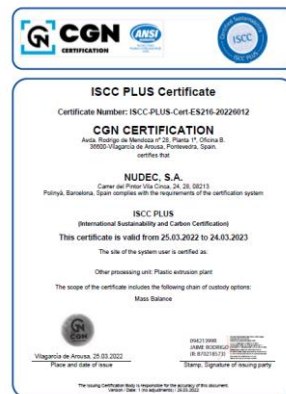 CGN
CERTIFICATION
ANSI
ISCC
ISCC PLUS Certificate
Certificate Number: ISCC-PLUS-Cert-ES216-20226012
CGN CERTIFICATION
Avda. Rodrigo de Mendoza nº 28, Planta 1ª, Oficina B.
36600-Vilagarcía de Arousa, Pontevedra, Spain.
certifies that
NUDEC, S.A.
Carrer del Pintor Vila Cinca, 24, 28, 08213
Polinyà, Barcelona, Spain complies with the requirements of the certification system
ISCC PLUS
(International Sustainability and Carbon Certification)
This certificate is valid from 25.03.2022 to 24.03.2023
The site of the system user is certified as:
Other processing unit: Plastic extrusion plant
The scope of the certificate includes the following chain of custody options:
Mass Balance
CGN
JAIME RODRIGO
Vilagarcía de Arousa, 25.03.2022
Place and date of issue
Stamp, Signature of issuing party
The issuing Certification Body is responsible for the accuracy of this document.